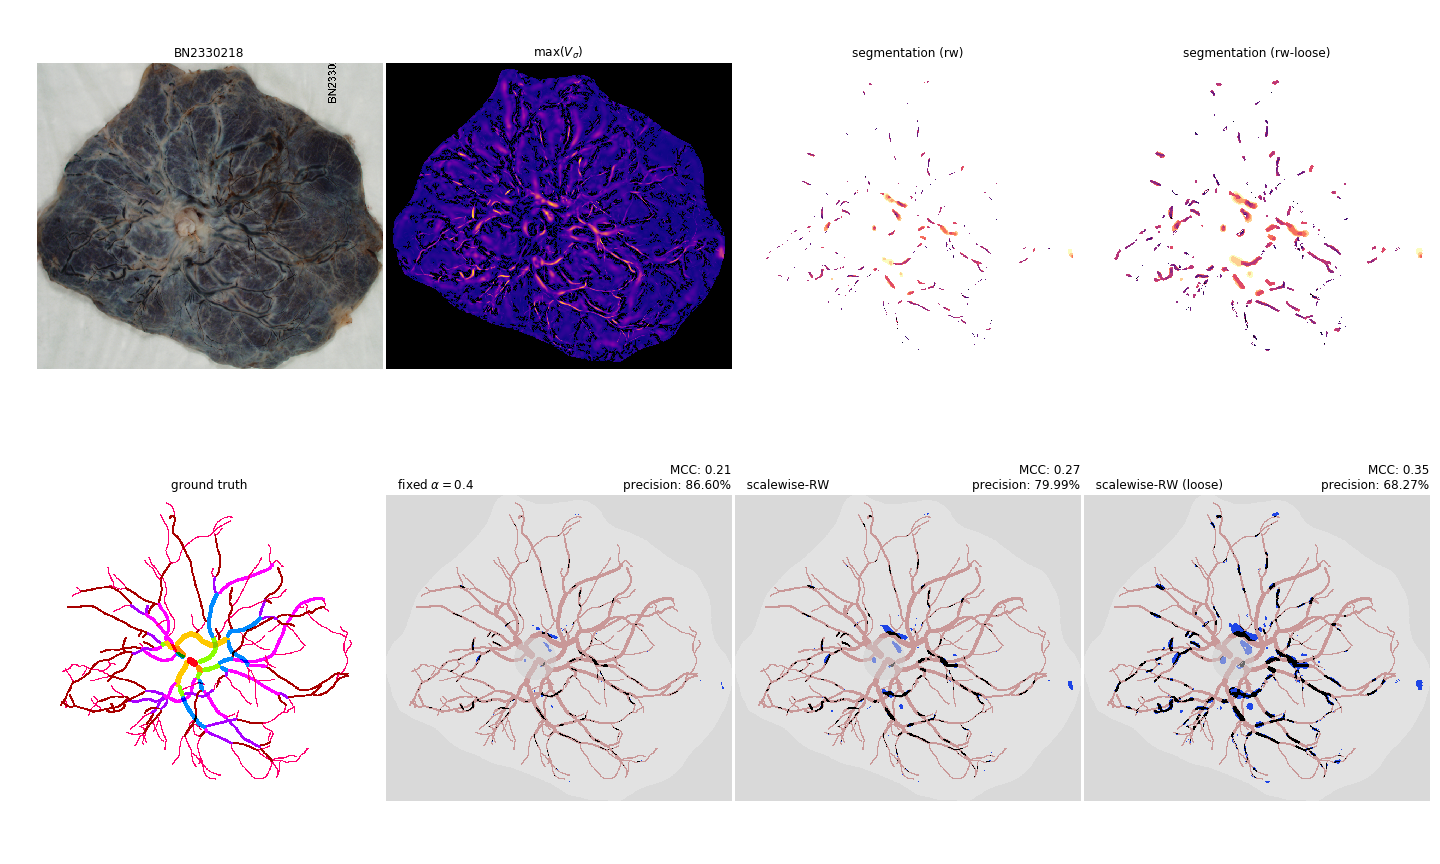 BN2330218
max(V_σ)
segmentation (rw)
segmentation (rw-loose)
BN2330
ground truth
fixed α = 0.4
MCC: 0.21
precision: 86.60%
scalewise-RW
MCC: 0.27
precision: 79.99%
scalewise-RW (loose)
MCC: 0.35
precision: 68.27%